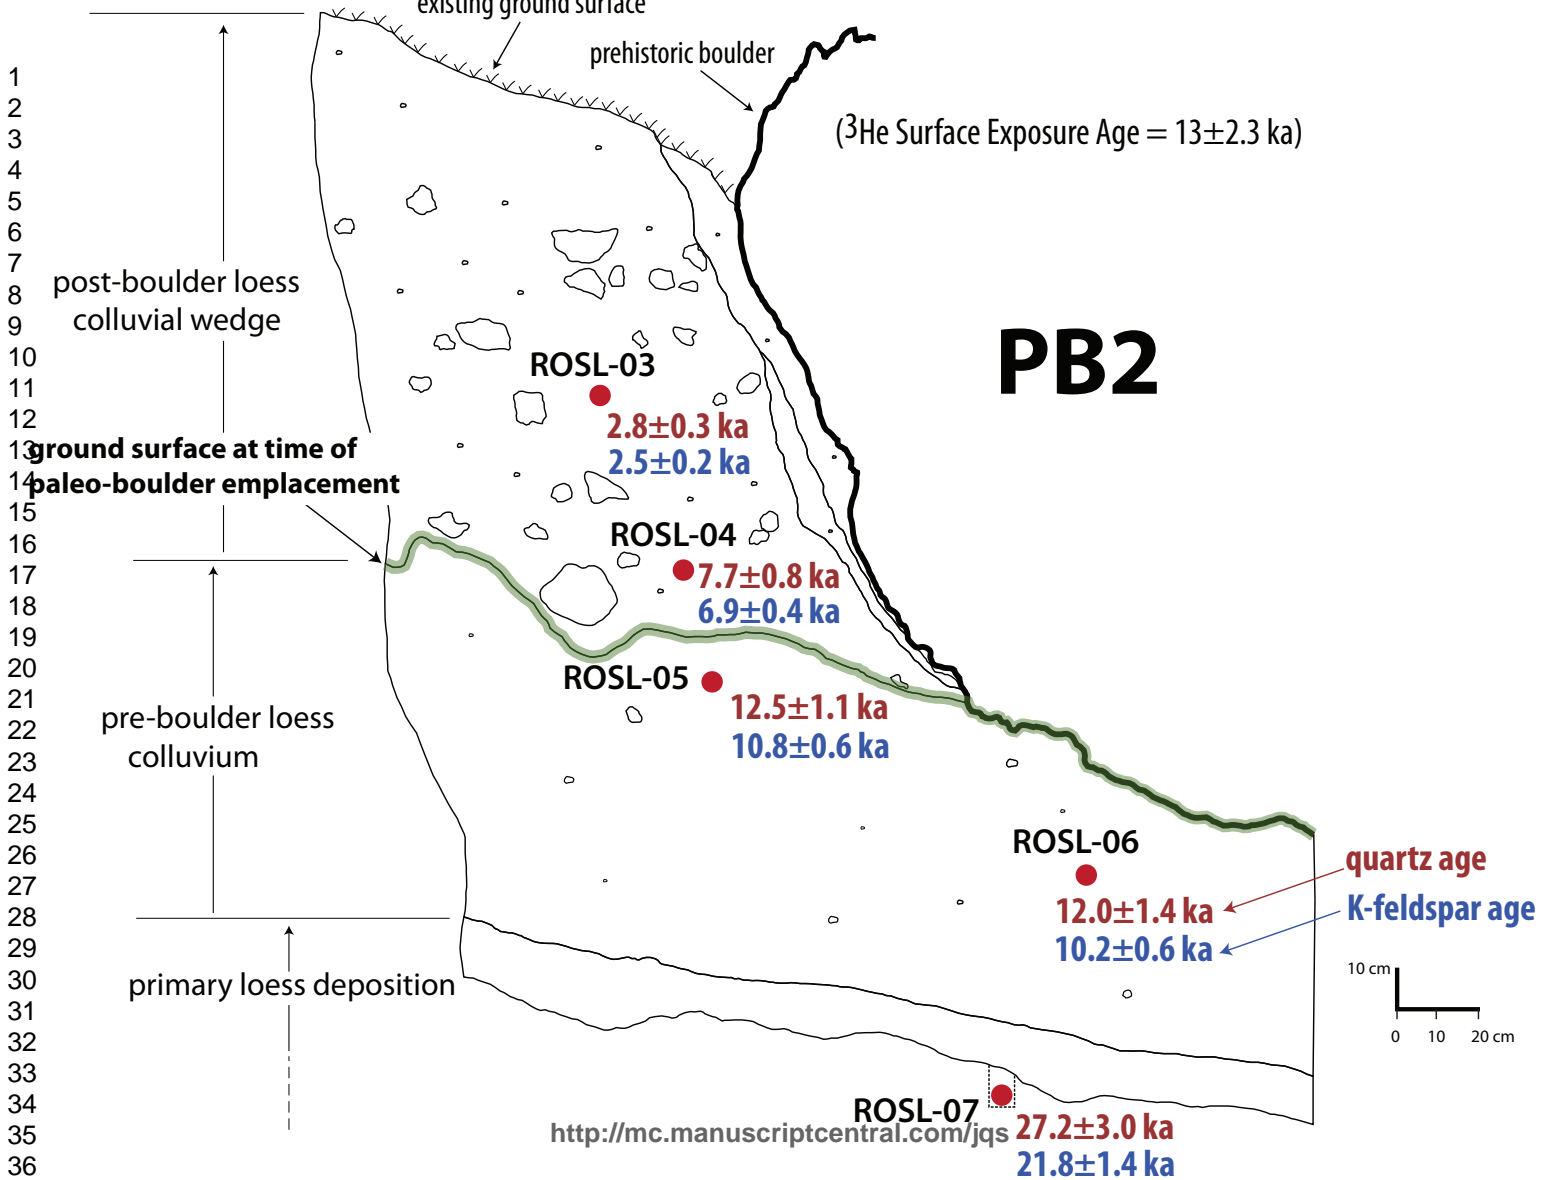 existing ground surface
prehistoric boulder
(³He Surface Exposure Age = 13±2.3 ka)
1
2
3
4
5
6
7
8
9
10
11
12
13
14
15
16
17
18
19
20
21
22
23
24
25
26
27
28
29
30
31
32
33
34
35
36
post-boulder loess
colluvial wedge
PB2
ROSL-03
2.8±0.3 ka
2.5±0.2 ka
ground surface at time of
paleo-boulder emplacement
ROSL-04
7.7±0.8 ka
6.9±0.4 ka
ROSL-05
12.5±1.1 ka
10.8±0.6 ka
pre-boulder loess
colluvium
ROSL-06
12.0±1.4 ka
10.2±0.6 ka
quartz age
K-feldspar age
primary loess deposition
10 cm
0 10 20 cm
ROSL-07
27.2±3.0 ka
21.8±1.4 ka
http://mc.manuscriptcentral.com/jqs